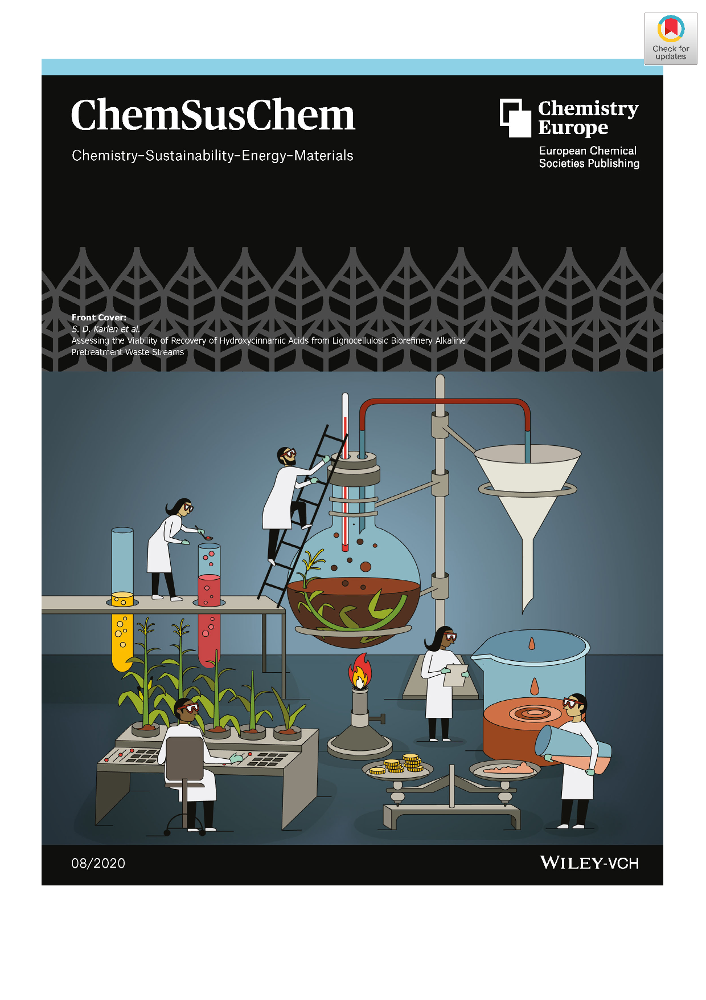 Check for
updates
ChemSusChem
Chemistry–Sustainability–Energy–Materials
Chemistry
Europe
European Chemical
Societies Publishing
Front Cover:
S. D. Karlen et al.
Assessing the Viability of Recovery of Hydroxycinnamic Acids from Lignocellulosic Biorefinery Alkaline
Pretreatment Waste Streams
08/2020
WILEY-VCH